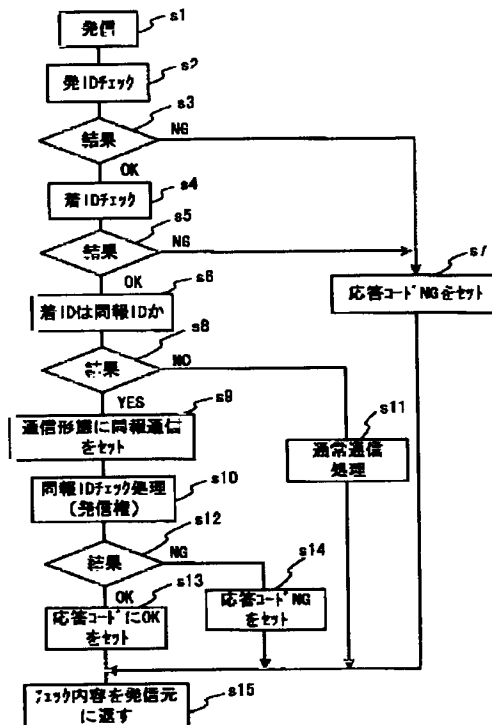 発信
s1
s2
発IDチェック
s3
結果
NG
OK
s4
着IDチェック
s5
結果
NG
OK
s6
s7
応答コードNGをセット
着IDは同報IDか
s8
結果
NO
YES
s9
通信形態に同報通信
をセット
s11
通常通信
処理
s10
同報IDチェック処理
(発信権)
s12
結果
NG
OK
s13
s14
応答コードNG
をセット
応答コードにOK
をセット
チェック内容を発信元
に返す
s15